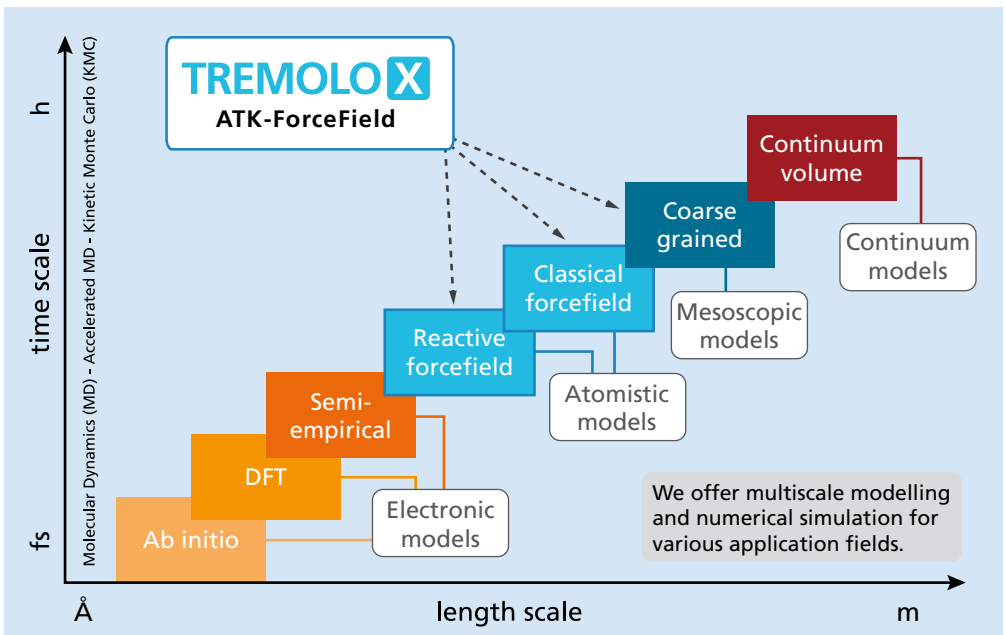 TREMOLO X
ATK-ForceField
h
time scale
fs
Molecular Dynamics (MD) - Accelerated MD - Kinetic Monte Carlo (KMC)
Continuum
volume
Coarse
grained
Continuum
models
Classical
forcefield
Mesoscopic
models
Reactive
forcefield
Atomistic
models
Semi-
empirical
DFT
Electronic
models
Ab initio
We offer multiscale modelling
and numerical simulation for
various application fields.
Å
length scale
m